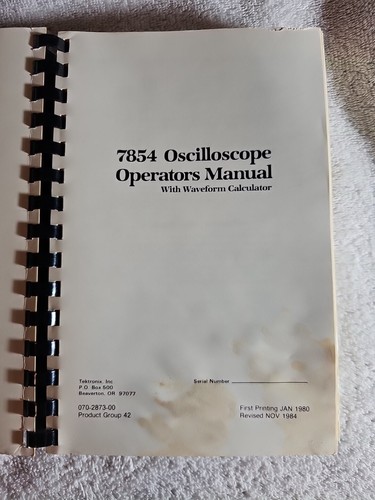 7854 Oscilloscope
Operators Manual
With Waveform Calculator
Tektronix, Inc
P.O. Box 500
Beaverton, OR 97077
Serial Number
070-2873-00
Product Group 42
First Printing JAN 1980
Revised NOV 1984